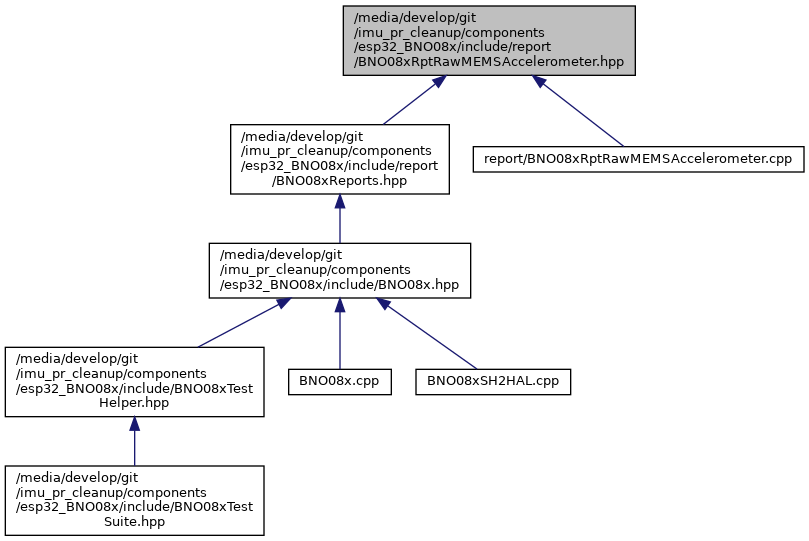 /media/develop/git
/imu_pr_cleanup/components
/esp32_BNO08x/include/report
/BNO08xRptRawMEMSAccelerometer.hpp
/media/develop/git
/imu_pr_cleanup/components
/esp32_BNO08x/include/report
/BNO08xReports.hpp
report/BNO08xRptRawMEMSAccelerometer.cpp
/media/develop/git
/imu_pr_cleanup/components
/esp32_BNO08x/include/BNO08x.hpp
/media/develop/git
/imu_pr_cleanup/components
/esp32_BNO08x/include/BNO08xTest
Helper.hpp
BNO08x.cpp
BNO08xSH2HAL.cpp
/media/develop/git
/imu_pr_cleanup/components
/esp32_BNO08x/include/BNO08xTest
Suite.hpp